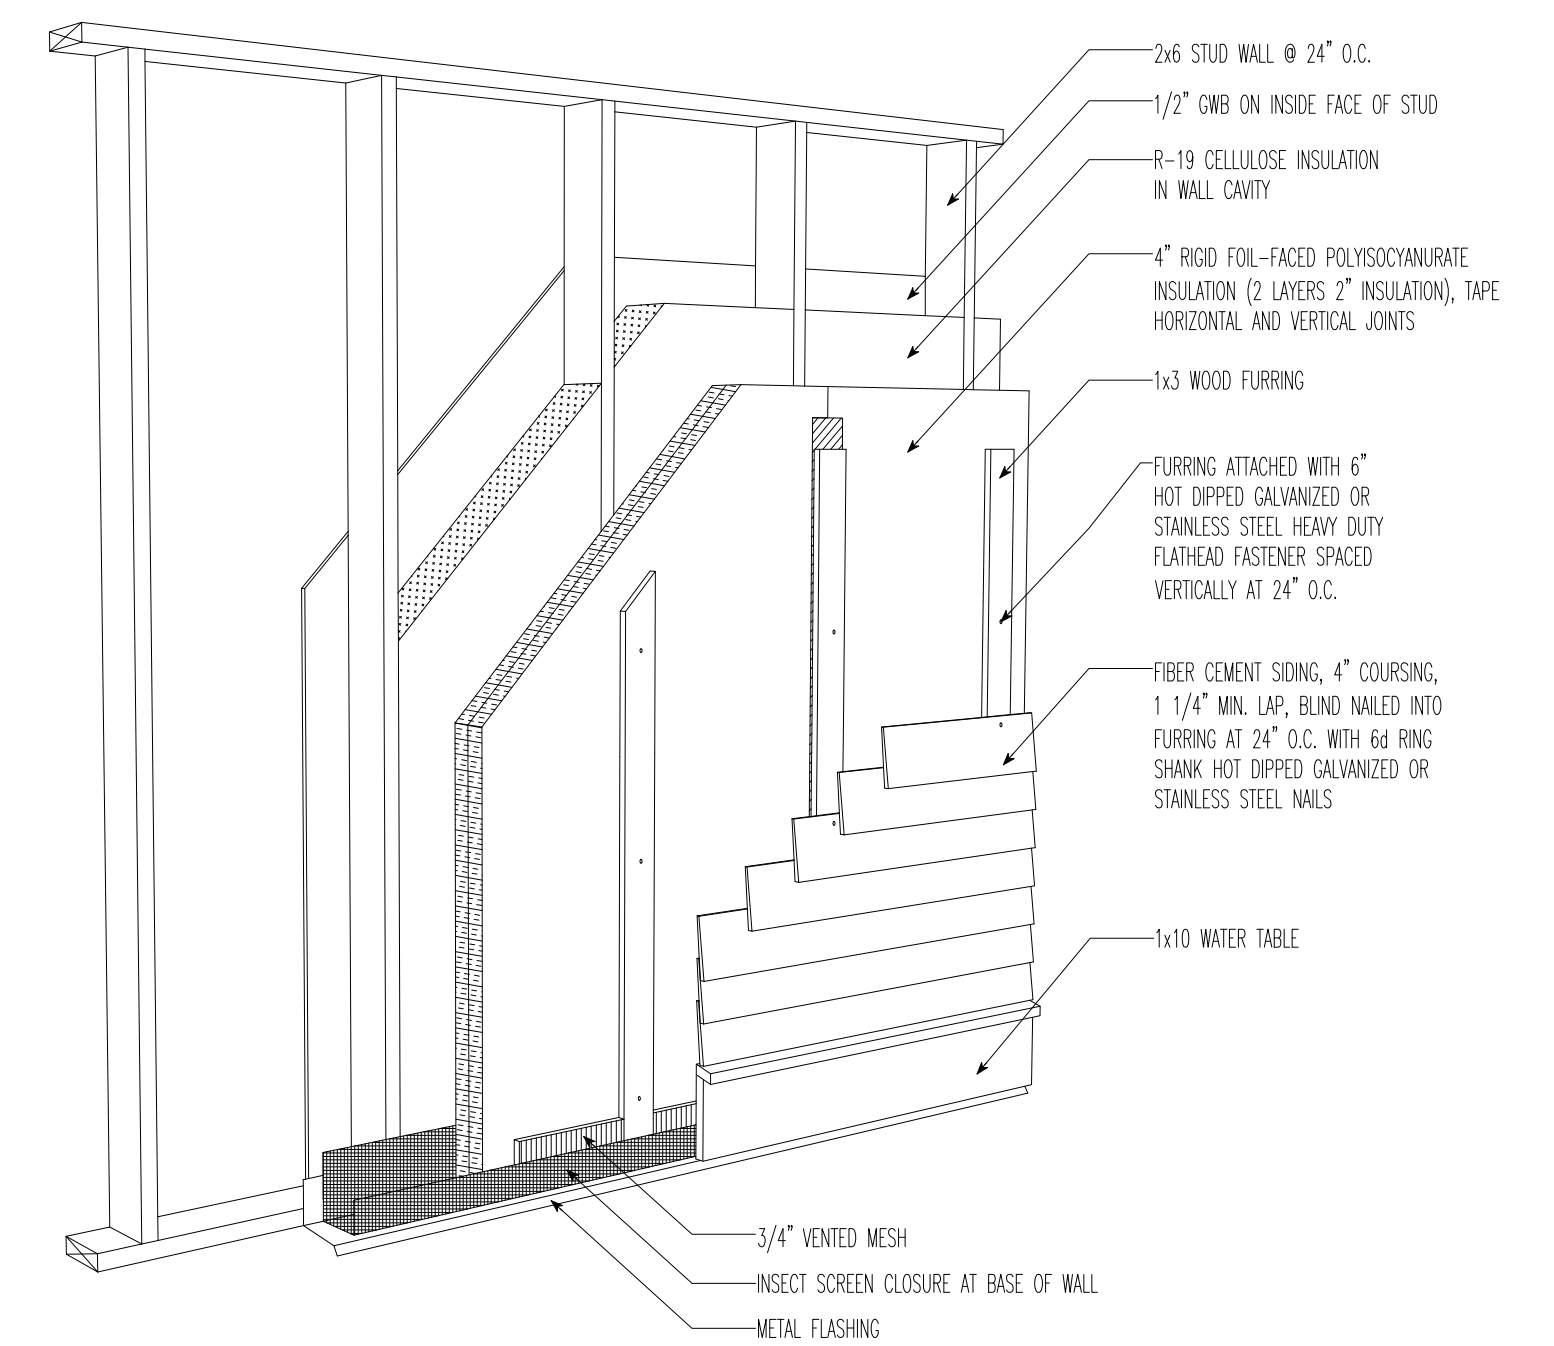 2x6 STUD WALL @ 24" O.C.
1/2" GWB ON INSIDE FACE OF STUD
R-19 CELLULOSE INSULATION
IN WALL CAVITY
4" RIGID FOIL-FACED POLYISOCYANURATE
INSULATION (2 LAYERS 2" INSULATION), TAPE
HORIZONTAL AND VERTICAL JOINTS
1x3 WOOD FURRING
FURRING ATTACHED WITH 6"
HOT DIPPED GALVANIZED OR
STAINLESS STEEL HEAVY DUTY
FLATHEAD FASTENER SPACED
VERTICALLY AT 24" O.C.
FIBER CEMENT SIDING, 4" COURSING,
1 1/4" MIN. LAP, BLIND NAILED INTO
FURRING AT 24" O.C. WITH 6d RING
SHANK HOT DIPPED GALVANIZED OR
STAINLESS STEEL NAILS
1x10 WATER TABLE
3/4" VENTED MESH
INSECT SCREEN CLOSURE AT BASE OF WALL
METAL FLASHING